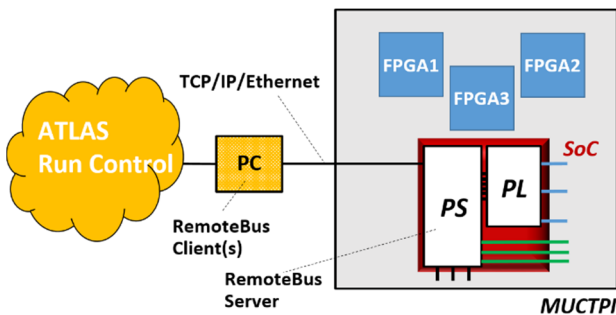 FPGA1
FPGA2
FPGA3
TCP/IP/Ethernet
ATLAS
Run Control
PC
SoC
PS
PL
RemoteBus
Client(s)
RemoteBus
Server
MUCTPI